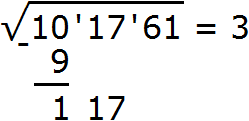 √10'17'61 = 3
- 9
1 17